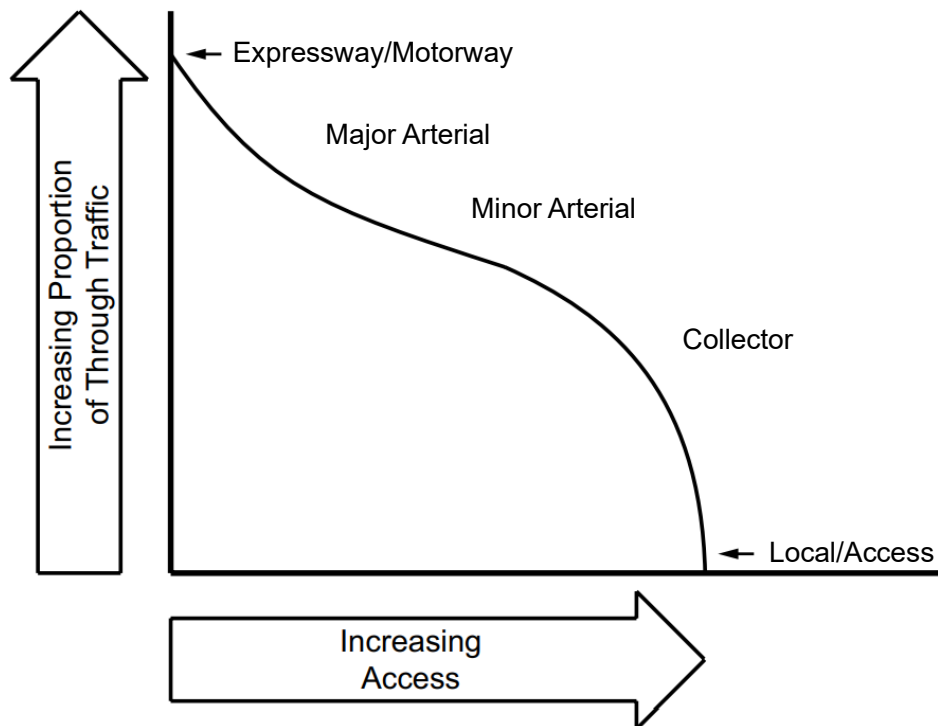 Expressway/Motorway
Major Arterial
Minor Arterial
Collector
Local/Access
Increasing Proportion
of Through Traffic
Increasing
Access